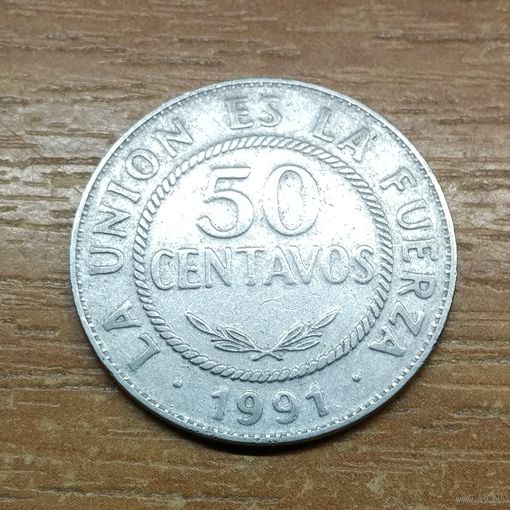 LA UNION ES LA FUERZA
50
CENTAVOS
· 1991 ·